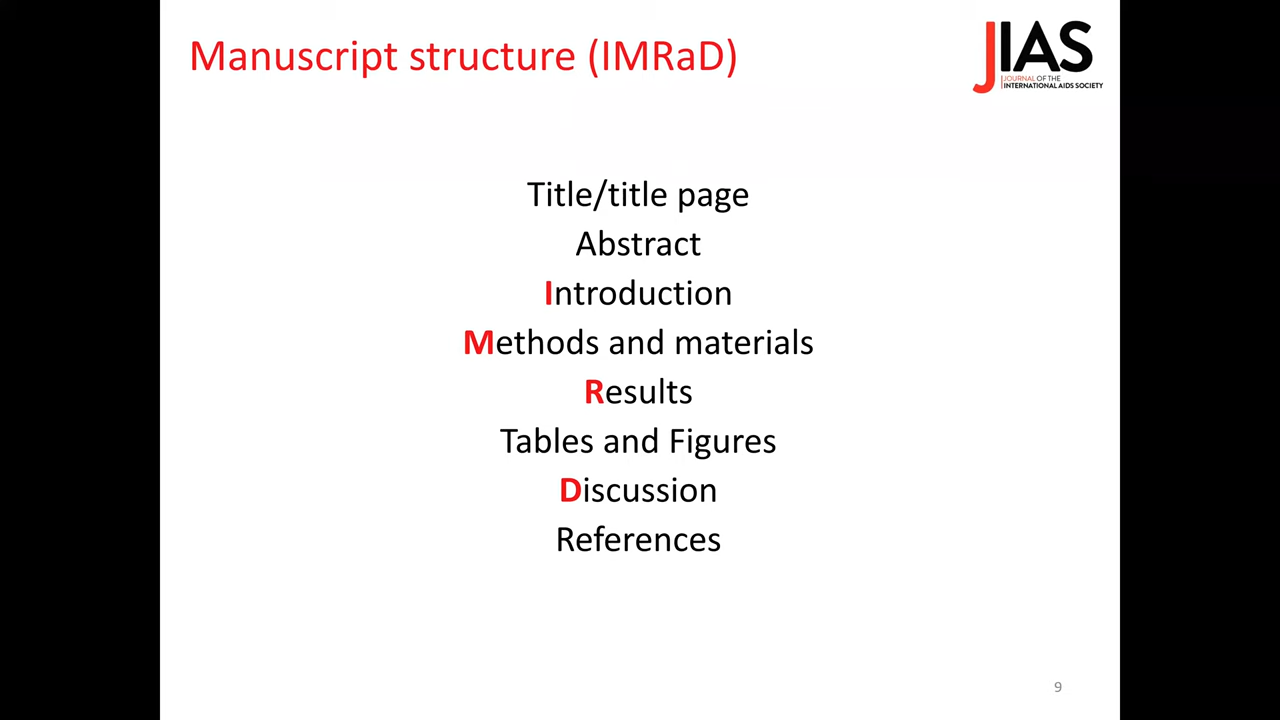 Manuscript structure (IMRaD)
JIAS
JOURNAL OF THE
INTERNATIONAL AIDS SOCIETY
Title/title page
Abstract
Introduction
Methods and materials
Results
Tables and Figures
Discussion
References
9